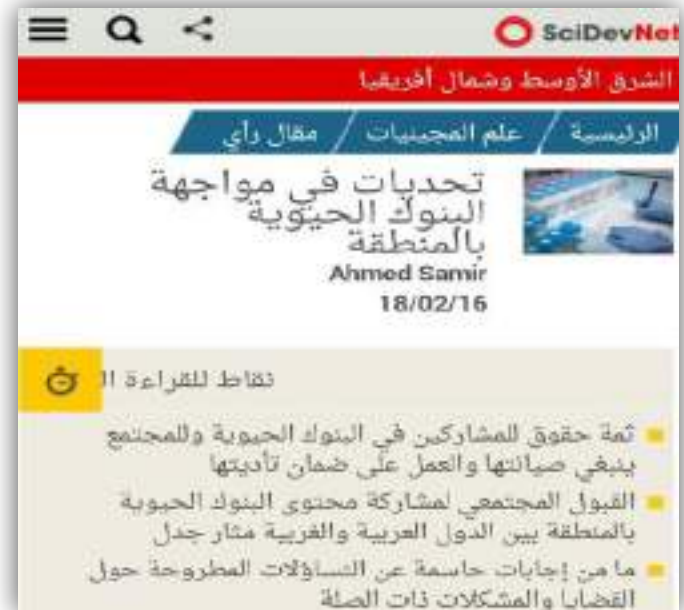 SciDevNet
الشرق الأوسط وشمال أفريقيا
الرئيسية / علم المجينيات / مقال رأي
تحديات في مواجهة
البنوك الحيوية
بالمنطقة
Ahmed Samir
18/02/16
نقاط للقراءة ال
ثمة حقوق للمشاركين في البنوك الحيوية وللمجتمع
ينبغي صيانتها والعمل على ضمان تأديتها
القبول المجتمعي لمشاركة محتوى البنوك الحيوية
بالمنطقة بين الدول العربية والغربية مثار جدل
ما من إجابات حاسمة عن التساؤلات المطروحة حول
القضايا والمشكلات ذات الصلة